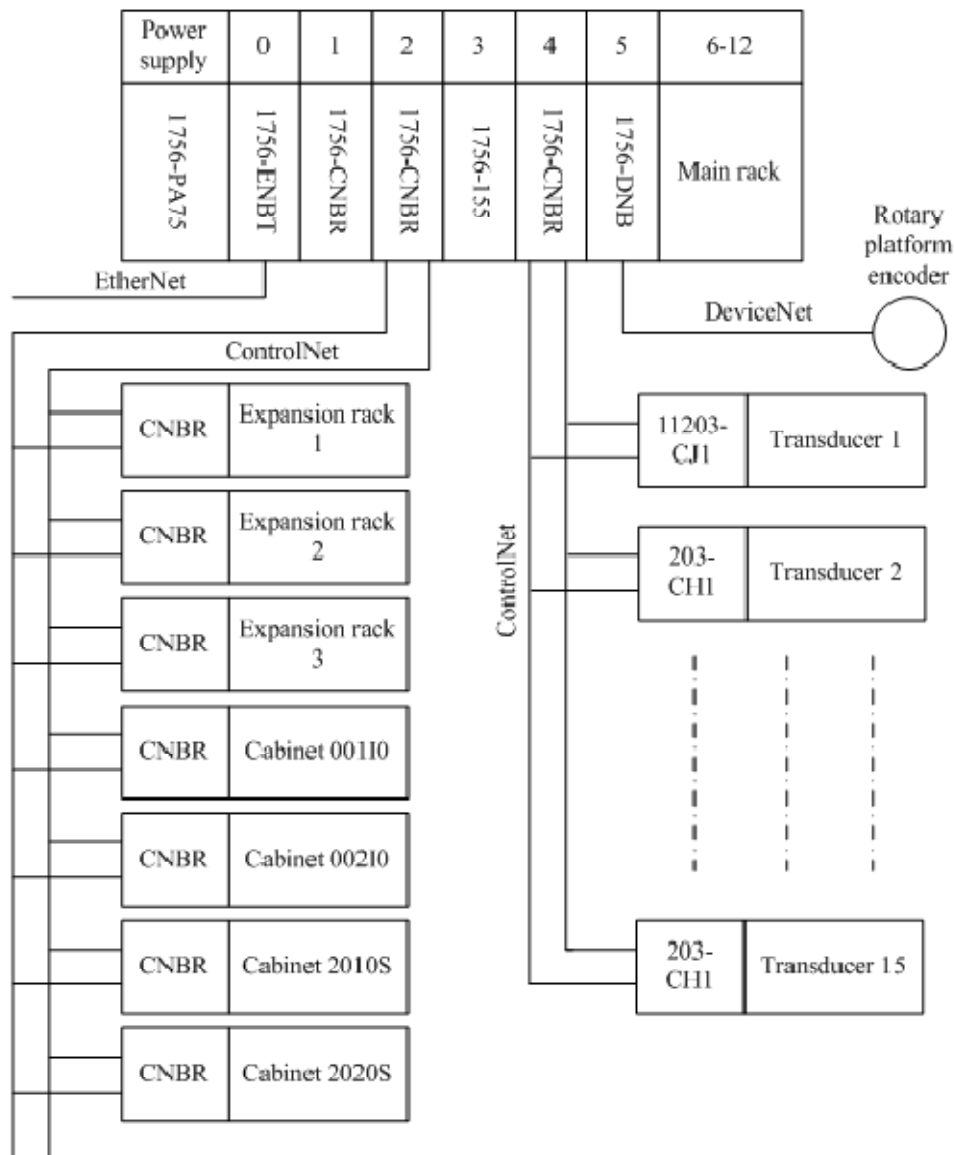 Power
supply
0
1
2
3
4
5
6-12
1756-PA75
1756-ENBT
1756-CNBR
1756-CNBR
1756-155
1756-CNBR
1756-DNB
Main rack
Rotary
platform
encoder
EtherNet
DeviceNet
ControlNet
CNBR
Expansion rack
1
CNBR
Expansion rack
2
CNBR
Expansion rack
3
CNBR
Cabinet 001I0
CNBR
Cabinet 002I0
CNBR
Cabinet 2010S
CNBR
Cabinet 2020S
ControlNet
11203-
CJ1
Transducer 1
203-
CH1
Transducer 2
203-
CH1
Transducer 15